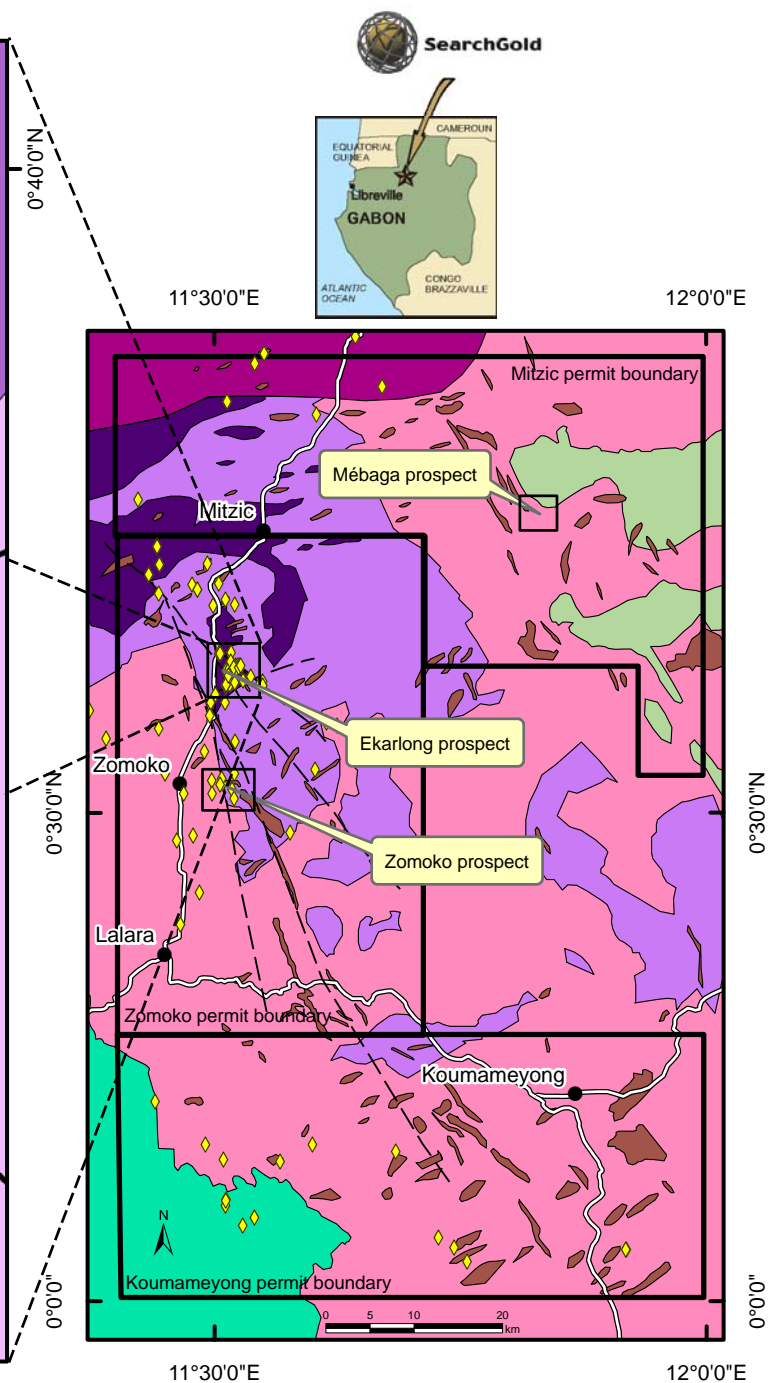 SearchGold
CAMEROUN
EQUATORIAL
GUINEA
Libreville
GABON
CONGO
BRAZZAVILLE
ATLANTIC
OCEAN
0°40'0"N
11°30'0"E
12°0'0"E
Mitzic permit boundary
Mébaga prospect
Mitzic
Ekarlong prospect
Zomoko
0°30'0"N
0°30'0"N
Zomoko prospect
Lalara
Zomoko permit boundary
Koumameyong
N
Koumameyong permit boundary
0°0'0"
0°0'0"
0 5 10 20
km
11°30'0"E
12°0'0"E